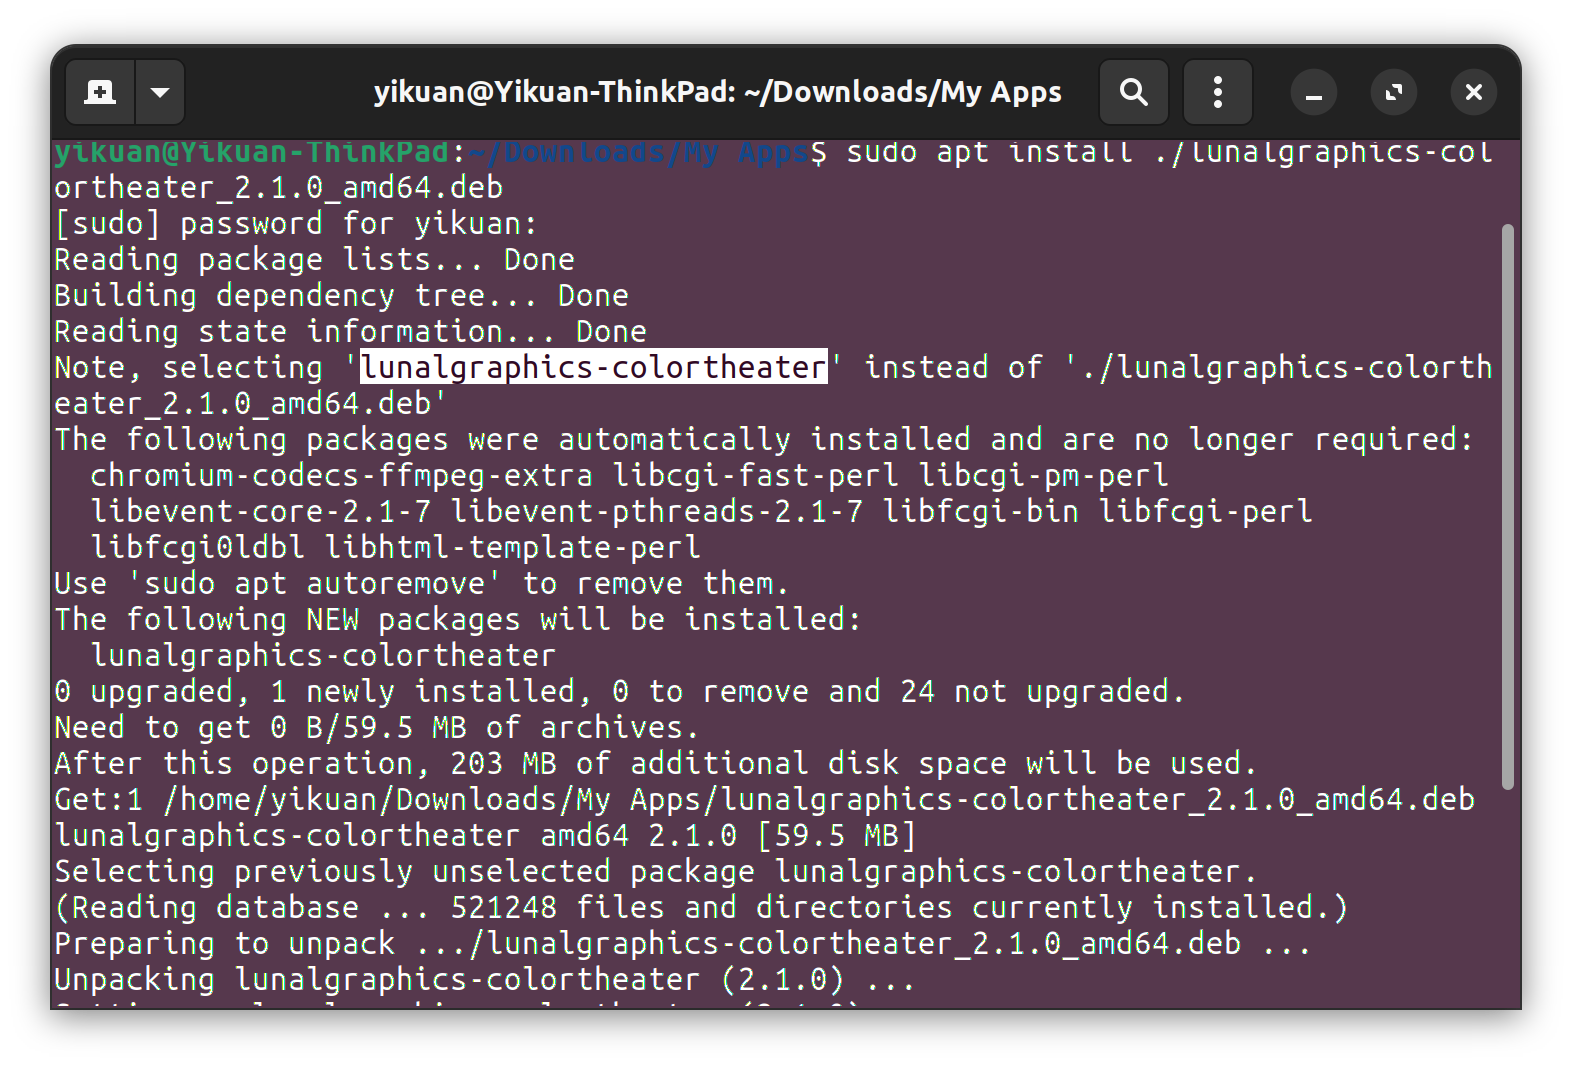 yikuan@Yikuan-ThinkPad: ~/Downloads/My Apps
yikuan@Yikuan-ThinkPad:~/Downloads/My Apps$ sudo apt install ./lunalgraphics-col
ortheater_2.1.0_amd64.deb
[sudo] password for yikuan:
Reading package lists... Done
Building dependency tree... Done
Reading state information... Done
Note, selecting 'lunalgraphics-colortheater' instead of './lunalgraphics-colorth
eater_2.1.0_amd64.deb'
The following packages were automatically installed and are no longer required:
  chromium-codecs-ffmpeg-extra libcgi-fast-perl libcgi-pm-perl
  libevent-core-2.1-7 libevent-pthreads-2.1-7 libfcgi-bin libfcgi-perl
  libfcgi0ldbl libhtml-template-perl
Use 'sudo apt autoremove' to remove them.
The following NEW packages will be installed:
  lunalgraphics-colortheater
0 upgraded, 1 newly installed, 0 to remove and 24 not upgraded.
Need to get 0 B/59.5 MB of archives.
After this operation, 203 MB of additional disk space will be used.
Get:1 /home/yikuan/Downloads/My Apps/lunalgraphics-colortheater_2.1.0_amd64.deb
lunalgraphics-colortheater amd64 2.1.0 [59.5 MB]
Selecting previously unselected package lunalgraphics-colortheater.
(Reading database ... 521248 files and directories currently installed.)
Preparing to unpack .../lunalgraphics-colortheater_2.1.0_amd64.deb ...
Unpacking lunalgraphics-colortheater (2.1.0) ...